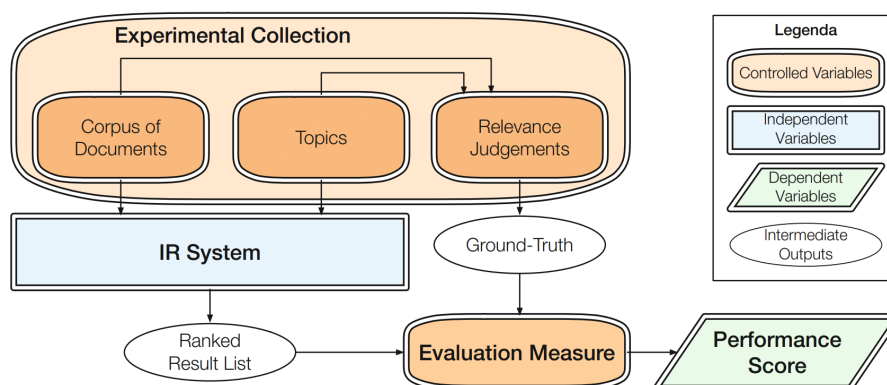 Experimental Collection
Corpus of
Documents
Topics
Relevance
Judgements
IR System
Ground-Truth
Ranked
Result List
Evaluation Measure
Performance
Score
Legenda
Controlled Variables
Independent
Variables
Dependent
Variables
Intermediate
Outputs